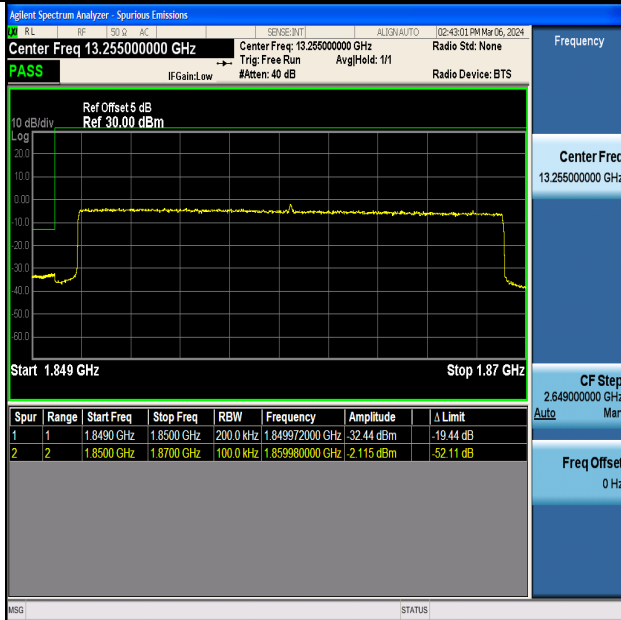 Agilent Spectrum Analyzer - Spurious Emissions
RL RF 50 Ω AC SENSE:INT ALIGN AUTO 02:43:01 PM Mar 06, 2024
Center Freq 13.255000000 GHz
Center Freq: 13.255000000 GHz
Radio Std: None
Trig: Free Run Avg|Hold: 1/1
PASS
IFGain:Low
#Atten: 40 dB
Radio Device: BTS
Ref Offset 5 dB
10 dB/div Ref 30.00 dBm
Log
20.0
10.0
0.00
-10.0
-20.0
-30.0
-40.0
-50.0
-60.0
Start 1.849 GHz Stop 1.87 GHz
Spur Range Start Freq Stop Freq RBW Frequency Amplitude Δ Limit
1 1 1.8490 GHz 1.8500 GHz 200.0 kHz 1.849972000 GHz -32.44 dBm -19.44 dB
2 2 1.8500 GHz 1.8700 GHz 100.0 kHz 1.859980000 GHz -2.115 dBm -52.11 dB
MSG STATUS
Frequency
Center Freq
13.255000000 GHz
CF Step
2.649000000 GHz
Auto Man
Freq Offset
0 Hz